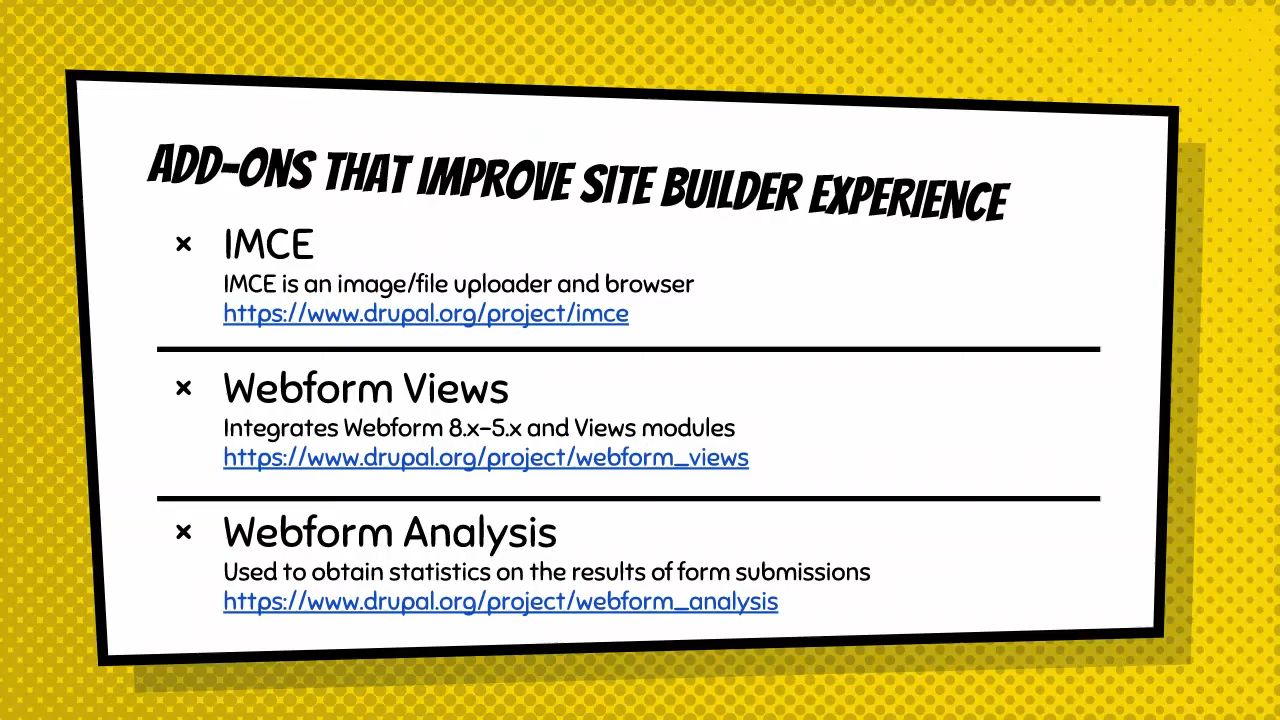 ADD-ONS THAT IMPROVE SITE BUILDER EXPERIENCE
× IMCE
IMCE is an image/file uploader and browser
https://www.drupal.org/project/imce
× Webform Views
Integrates Webform 8.x-5.x and Views modules
https://www.drupal.org/project/webform_views
× Webform Analysis
Used to obtain statistics on the results of form submissions
https://www.drupal.org/project/webform_analysis